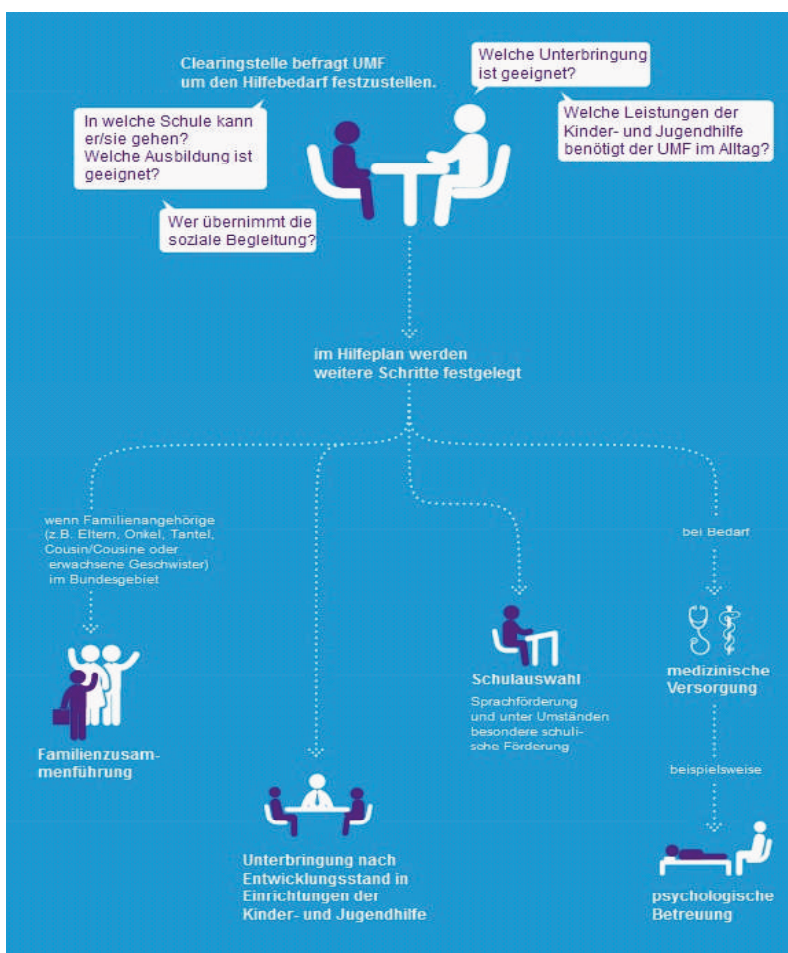 Clearingstelle befragt UMF
um den Hilfebedarf festzustellen.
Welche Unterbringung
ist geeignet?
In welche Schule kann
er/sie gehen?
Welche Ausbildung ist
geeignet?
Welche Leistungen der
Kinder- und Jugendhilfe
benötigt der UMF im Alltag?
Wer übernimmt die
soziale Begleitung?
im Hilfeplan werden
weitere Schritte festgelegt
wenn Familienangehörige
(z.B. Eltern, Onkel, Tantel,
Cousin/Cousine oder
erwachsene Geschwister)
im Bundesgebiet
Familienzusam-
menführung
Unterbringung nach
Entwicklungsstand in
Einrichtungen der
Kinder- und Jugendhilfe
Schulauswahl
Sprachförderung
und unter Umständen
besondere schuli-
sche Förderung
bei Bedarf
medizinische
Versorgung
beispielsweise
psychologische
Betreuung